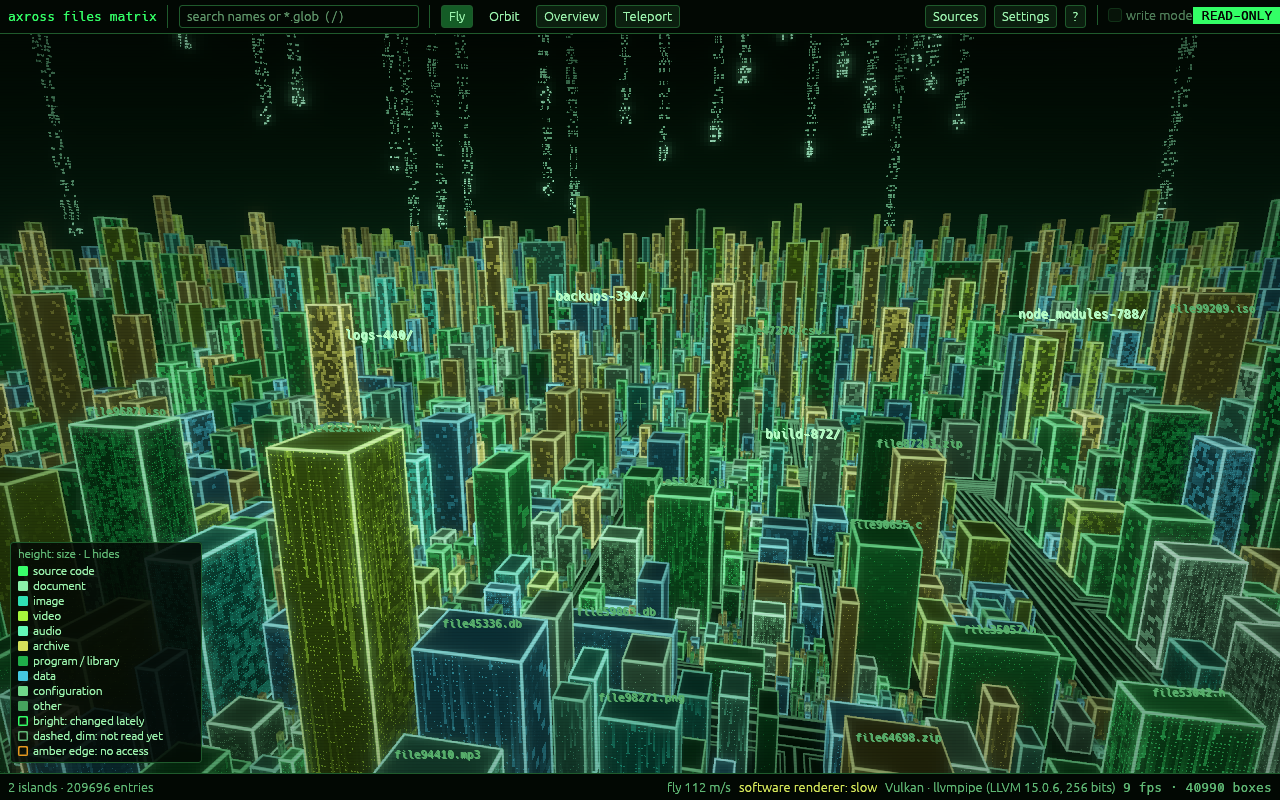 axross files matrix
search names or *.glob (/)
Fly
Orbit
Overview
Teleport
Sources
Settings
?
write mode
READ-ONLY
backups-394/
node_modules-788/
file99209.iso
logs-440/
build-872/
file90655.c
file45336.db
file98271.png
file64698.zip
file94410.mp3
height: size · L hides
source code
document
image
video
audio
archive
program / library
data
configuration
other
bright: changed lately
dashed, dim: not read yet
amber edge: no access
2 islands · 209696 entries
fly 112 m/s
software renderer: slow
Vulkan · llvmpipe (LLVM 15.0.6, 256 bits)
9 fps · 40990 boxes